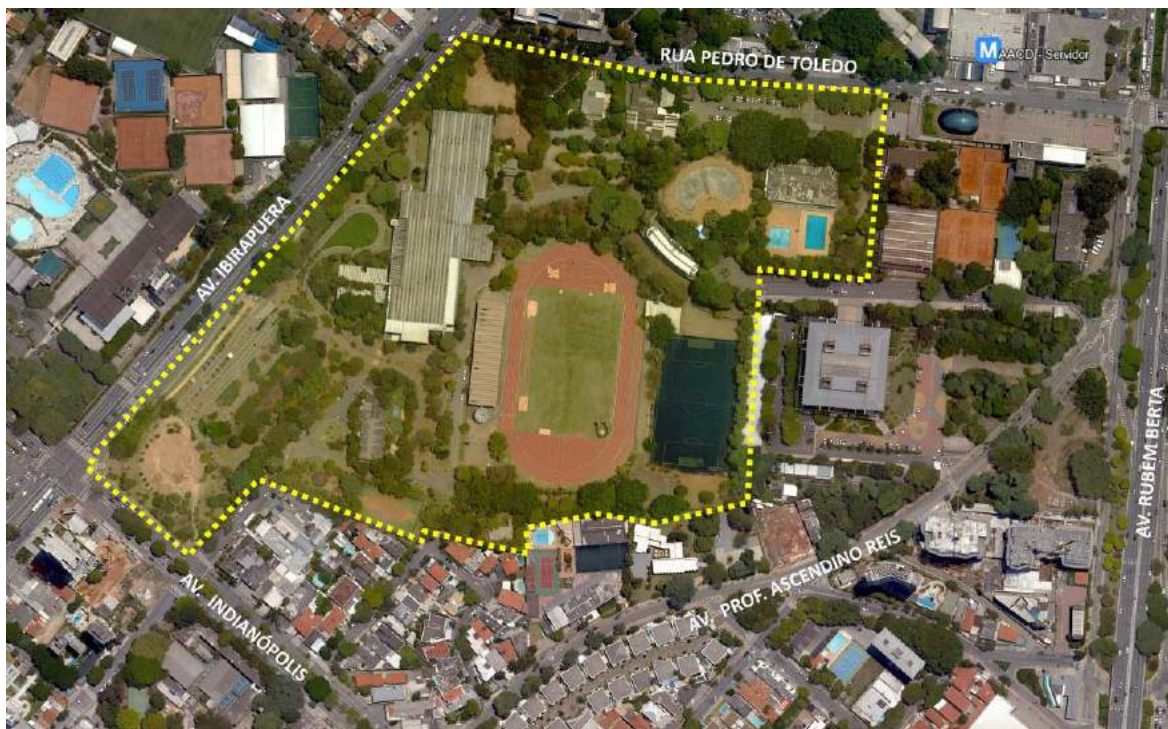 RUA PEDRO DE TOLEDO
M AACD - Servidor
AV. IBIRAPUERA
AV. RUBEM BERTA
AV. PROF. ASCENDINO REIS
AV. INDIANÓPOLIS